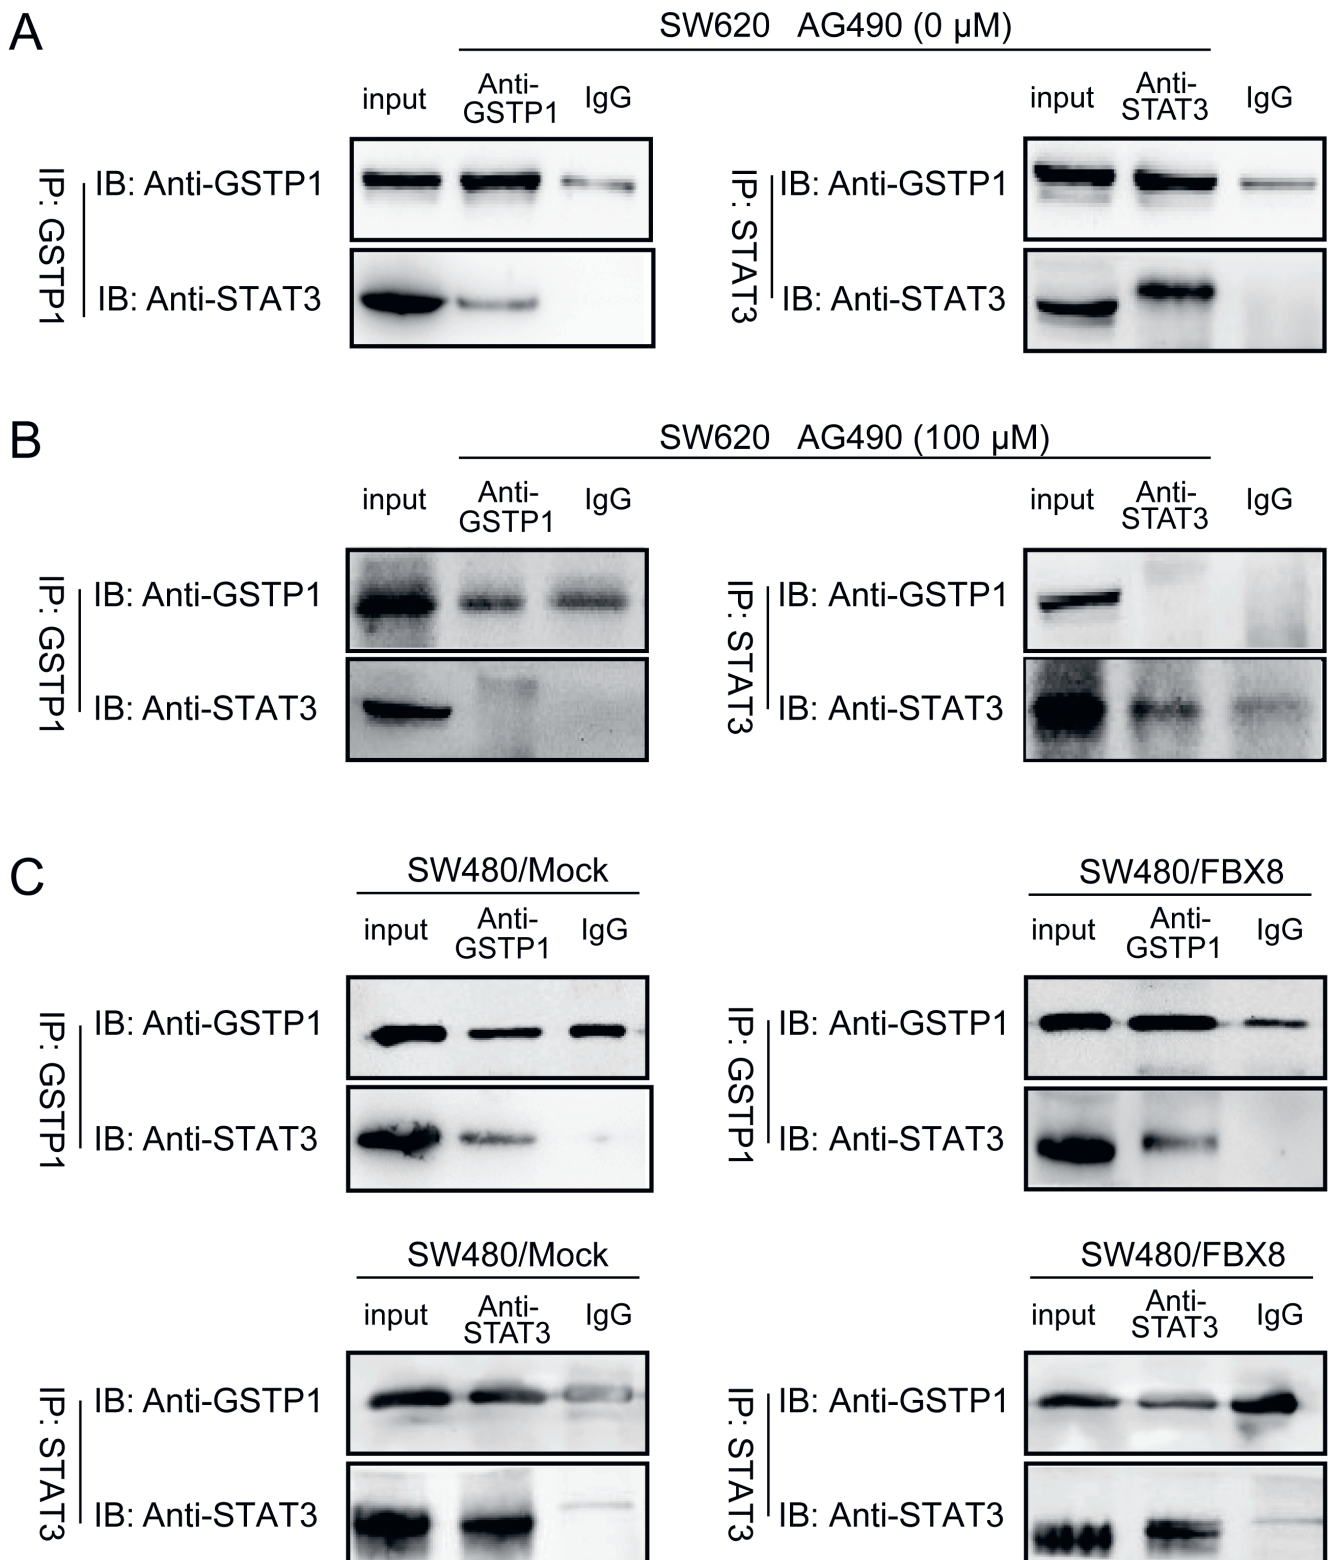 A
SW620 AG490 (0 µM)
input Anti-GSTP1 IgG
input Anti-STAT3 IgG
IP: GSTP1
IB: Anti-GSTP1
IB: Anti-STAT3
IP: STAT3
IB: Anti-GSTP1
IB: Anti-STAT3
B
SW620 AG490 (100 µM)
input Anti-GSTP1 IgG
input Anti-STAT3 IgG
IP: GSTP1
IB: Anti-GSTP1
IB: Anti-STAT3
IP: STAT3
IB: Anti-GSTP1
IB: Anti-STAT3
C
SW480/Mock
input Anti-GSTP1 IgG
IP: GSTP1
IB: Anti-GSTP1
IB: Anti-STAT3
SW480/FBX8
input Anti-GSTP1 IgG
IP: GSTP1
IB: Anti-GSTP1
IB: Anti-STAT3
SW480/Mock
input Anti-STAT3 IgG
IP: STAT3
IB: Anti-GSTP1
IB: Anti-STAT3
SW480/FBX8
input Anti-STAT3 IgG
IP: STAT3
IB: Anti-GSTP1
IB: Anti-STAT3